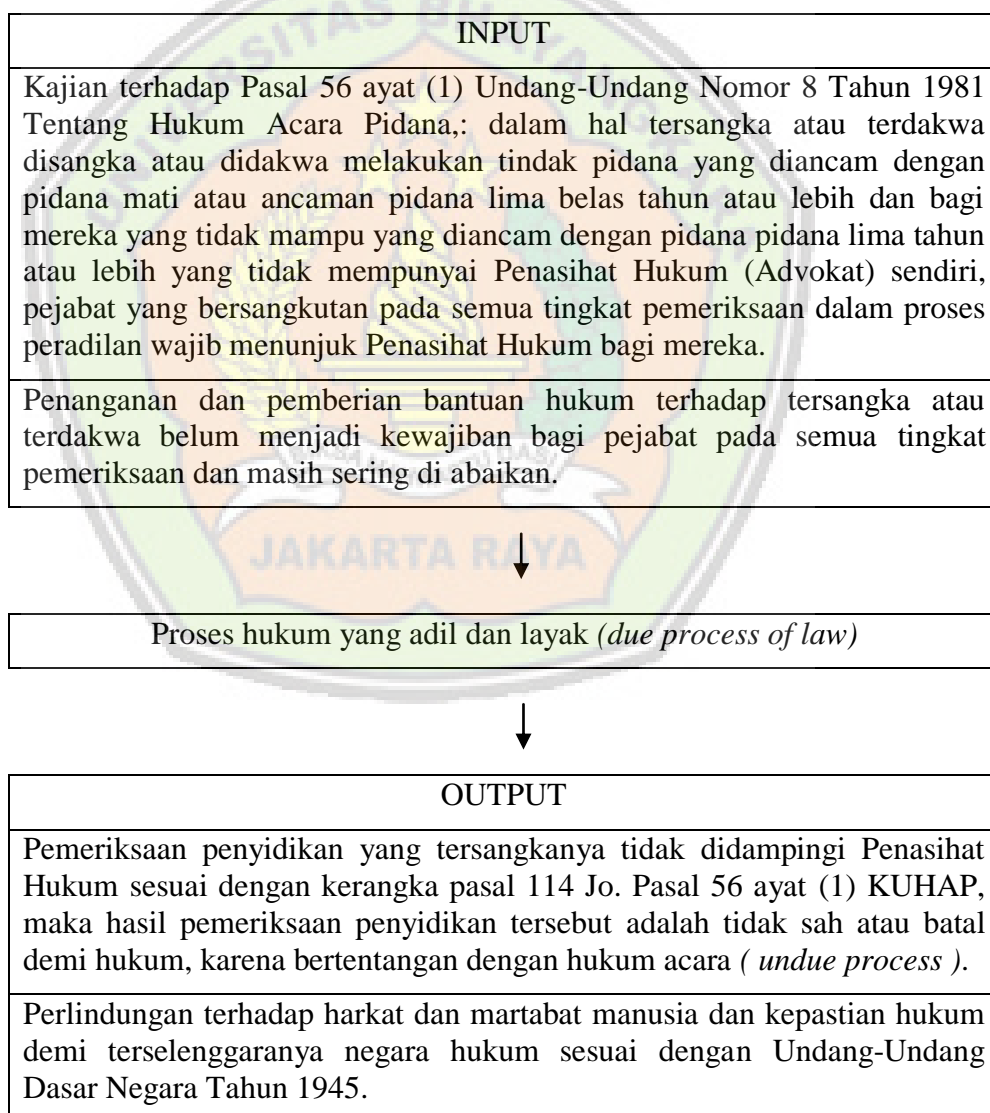 INPUT
Kajian terhadap Pasal 56 ayat (1) Undang-Undang Nomor 8 Tahun 1981
Tentang Hukum Acara Pidana,: dalam hal tersangka atau terdakwa
disangka atau didakwa melakukan tindak pidana yang diancam dengan
pidana mati atau ancaman pidana lima belas tahun atau lebih dan bagi
mereka yang tidak mampu yang diancam dengan pidana pidana lima tahun
atau lebih yang tidak mempunyai Penasihat Hukum (Advokat) sendiri,
pejabat yang bersangkutan pada semua tingkat pemeriksaan dalam proses
peradilan wajib menunjuk Penasihat Hukum bagi mereka.
Penanganan dan pemberian bantuan hukum terhadap tersangka atau
terdakwa belum menjadi kewajiban bagi pejabat pada semua tingkat
pemeriksaan dan masih sering di abaikan.
JAKARTA RAYA
Proses hukum yang adil dan layak (due process of law)
OUTPUT
Pemeriksaan penyidikan yang tersangkanya tidak didampingi Penasihat
Hukum sesuai dengan kerangka pasal 114 Jo. Pasal 56 ayat (1) KUHAP,
maka hasil pemeriksaan penyidikan tersebut adalah tidak sah atau batal
demi hukum, karena bertentangan dengan hukum acara ( undue process ).
Perlindungan terhadap harkat dan martabat manusia dan kepastian hukum
demi terselenggaranya negara hukum sesuai dengan Undang-Undang
Dasar Negara Tahun 1945.